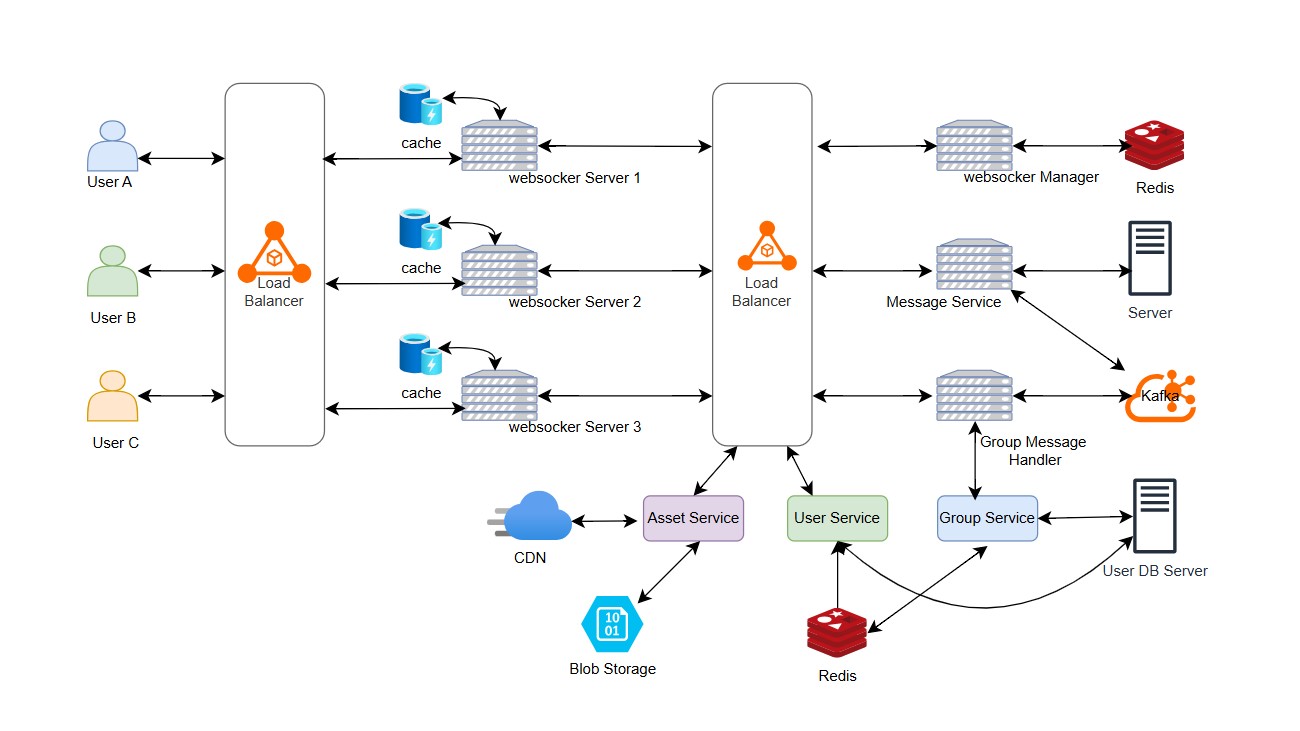 cache
User A
websocker Server 1
websocker Manager
Redis
cache
Load
Balancer
Load
Balancer
User B
websocker Server 2
Message Service
Server
cache
Kafka
User C
websocker Server 3
Group Message
Handler
Asset Service
User Service
Group Service
CDN
User DB Server
10
01
Blob Storage
Redis